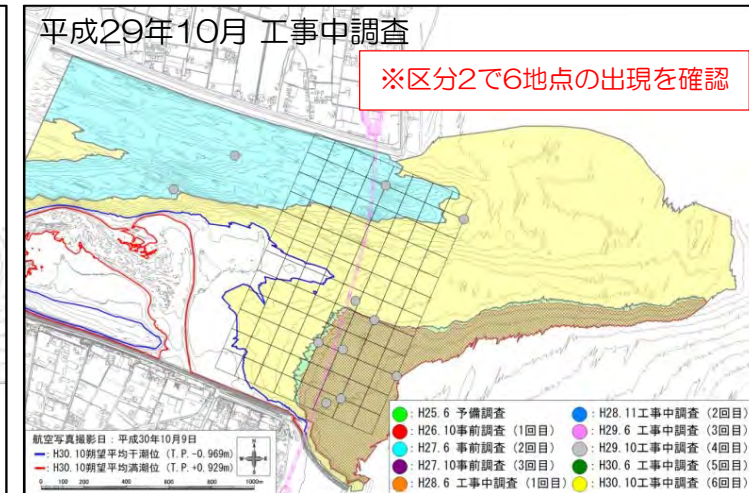 平成29年10月 工事中調査
※区分2で6地点の出現を確認
航空写真撮影日:平成30年10月9日
: H30.10朔望平均干潮位 (T.P.-0.969m)
: H30.10朔望平均満潮位 (T.P.+0.929m)
0 100 200 400 600 800 1000m
: H25.6 予備調査
: H26.10事前調査 (1回目)
: H27.6 事前調査 (2回目)
: H27.10事前調査 (3回目)
: H28.6 工事中調査 (1回目)
: H28.11工事中調査 (2回目)
: H29.6 工事中調査 (3回目)
: H29.10工事中調査 (4回目)
: H30.6 工事中調査 (5回目)
: H30.10工事中調査 (6回目)